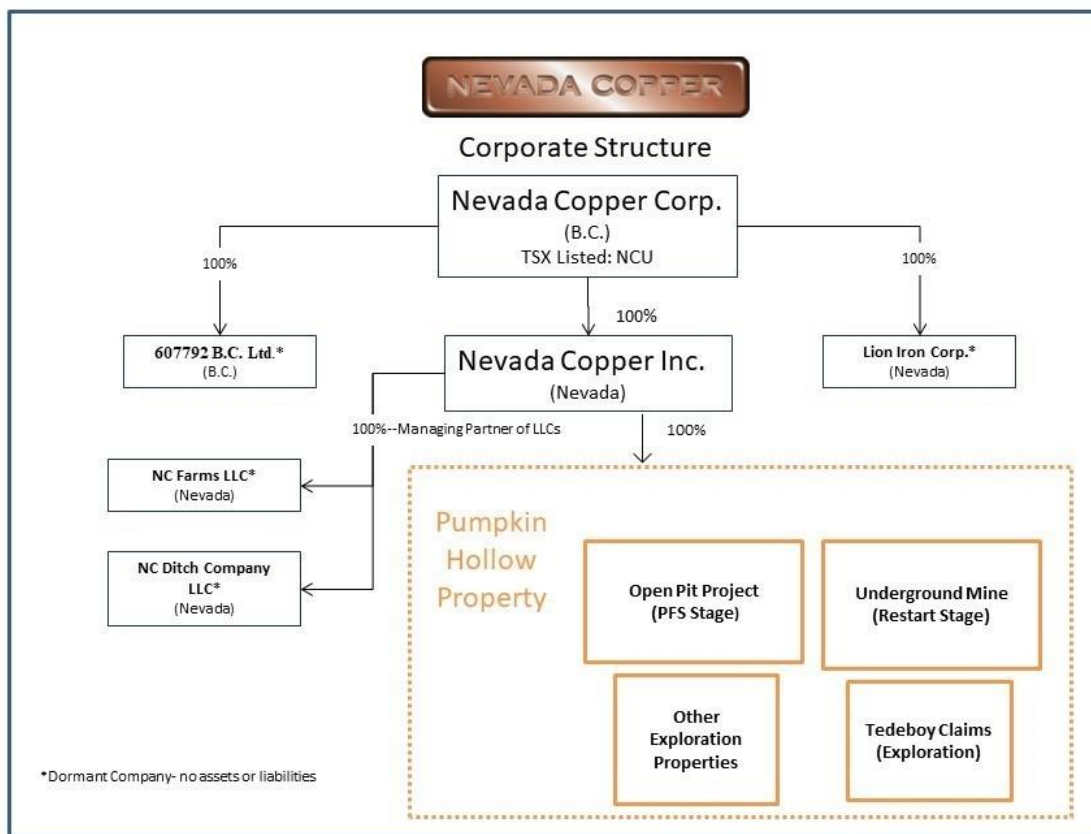 NEVADA COPPER
Corporate Structure
Nevada Copper Corp.
(B.C.)
TSX Listed: NCU
100%
100%
100%
607792 B.C. Ltd.*
(B.C.)
Nevada Copper Inc.
(Nevada)
Lion Iron Corp.*
(Nevada)
100%--Managing Partner of LLCs
100%
NC Farms LLC*
(Nevada)
NC Ditch Company
LLC*
(Nevada)
Pumpkin
Hollow
Property
Open Pit Project
(PFS Stage)
Underground Mine
(Restart Stage)
Other
Exploration
Properties
Tedeboy Claims
(Exploration)
*Dormant Company- no assets or liabilities